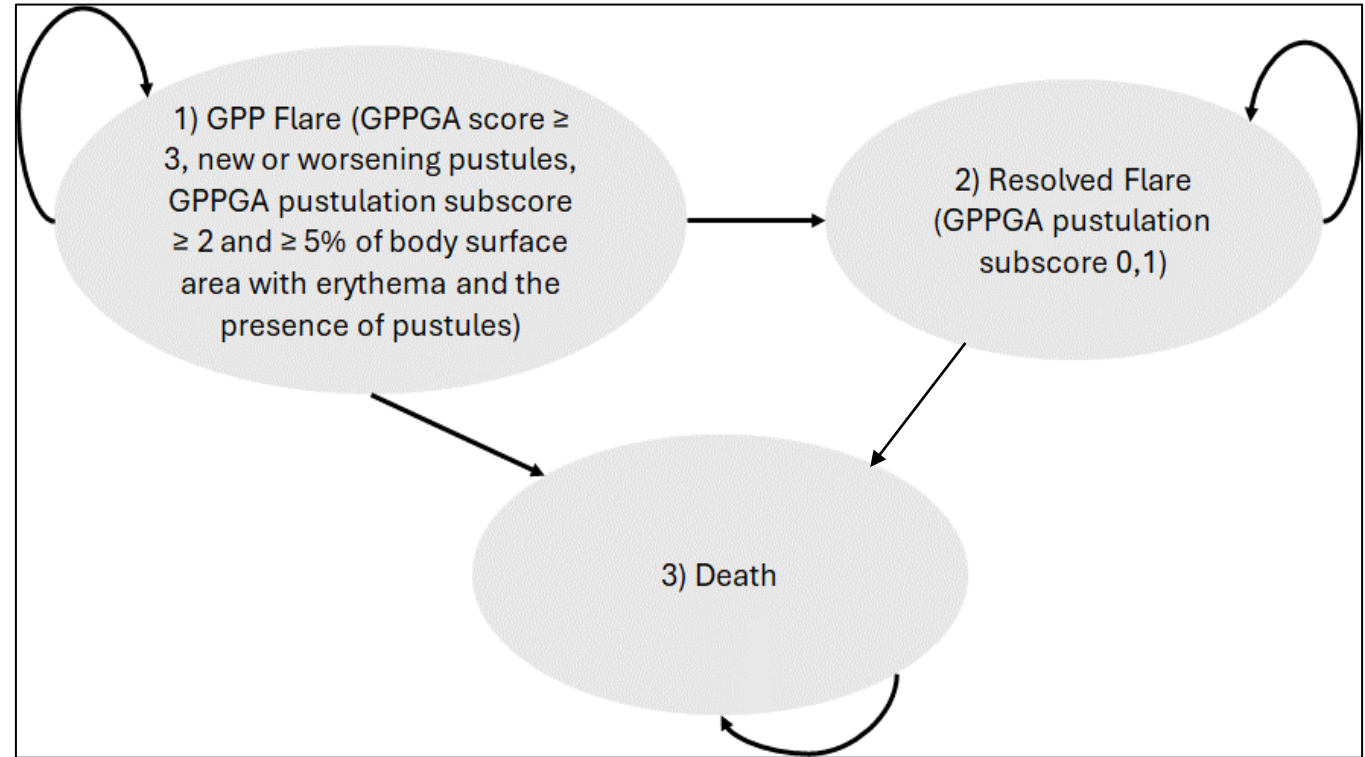 1) GPP Flare (GPPGA score ≥
3, new or worsening pustules,
GPPGA pustulation subscore
≥ 2 and ≥ 5% of body surface
area with erythema and the
presence of pustules)
2) Resolved Flare
(GPPGA pustulation
subscore 0,1)
3) Death